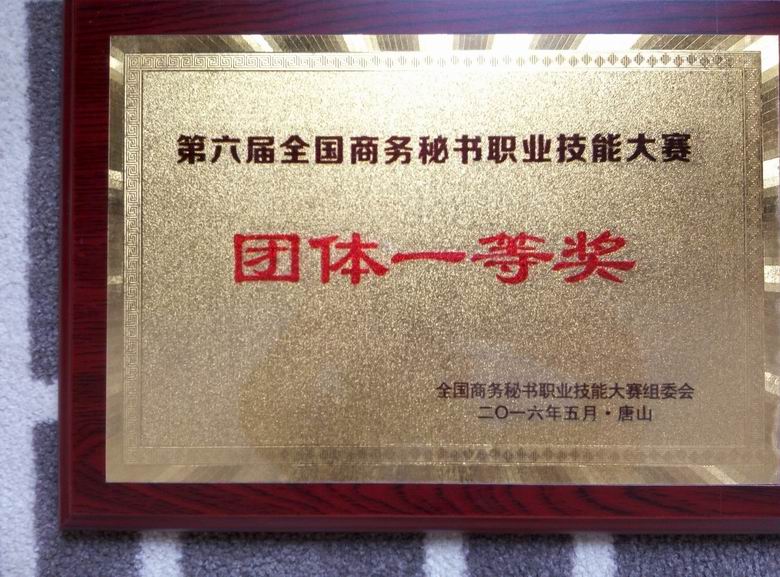 第六届全国商务秘书职业技能大赛
团体一等奖
全国商务秘书职业技能大赛组委会
二〇一六年五月·唐山